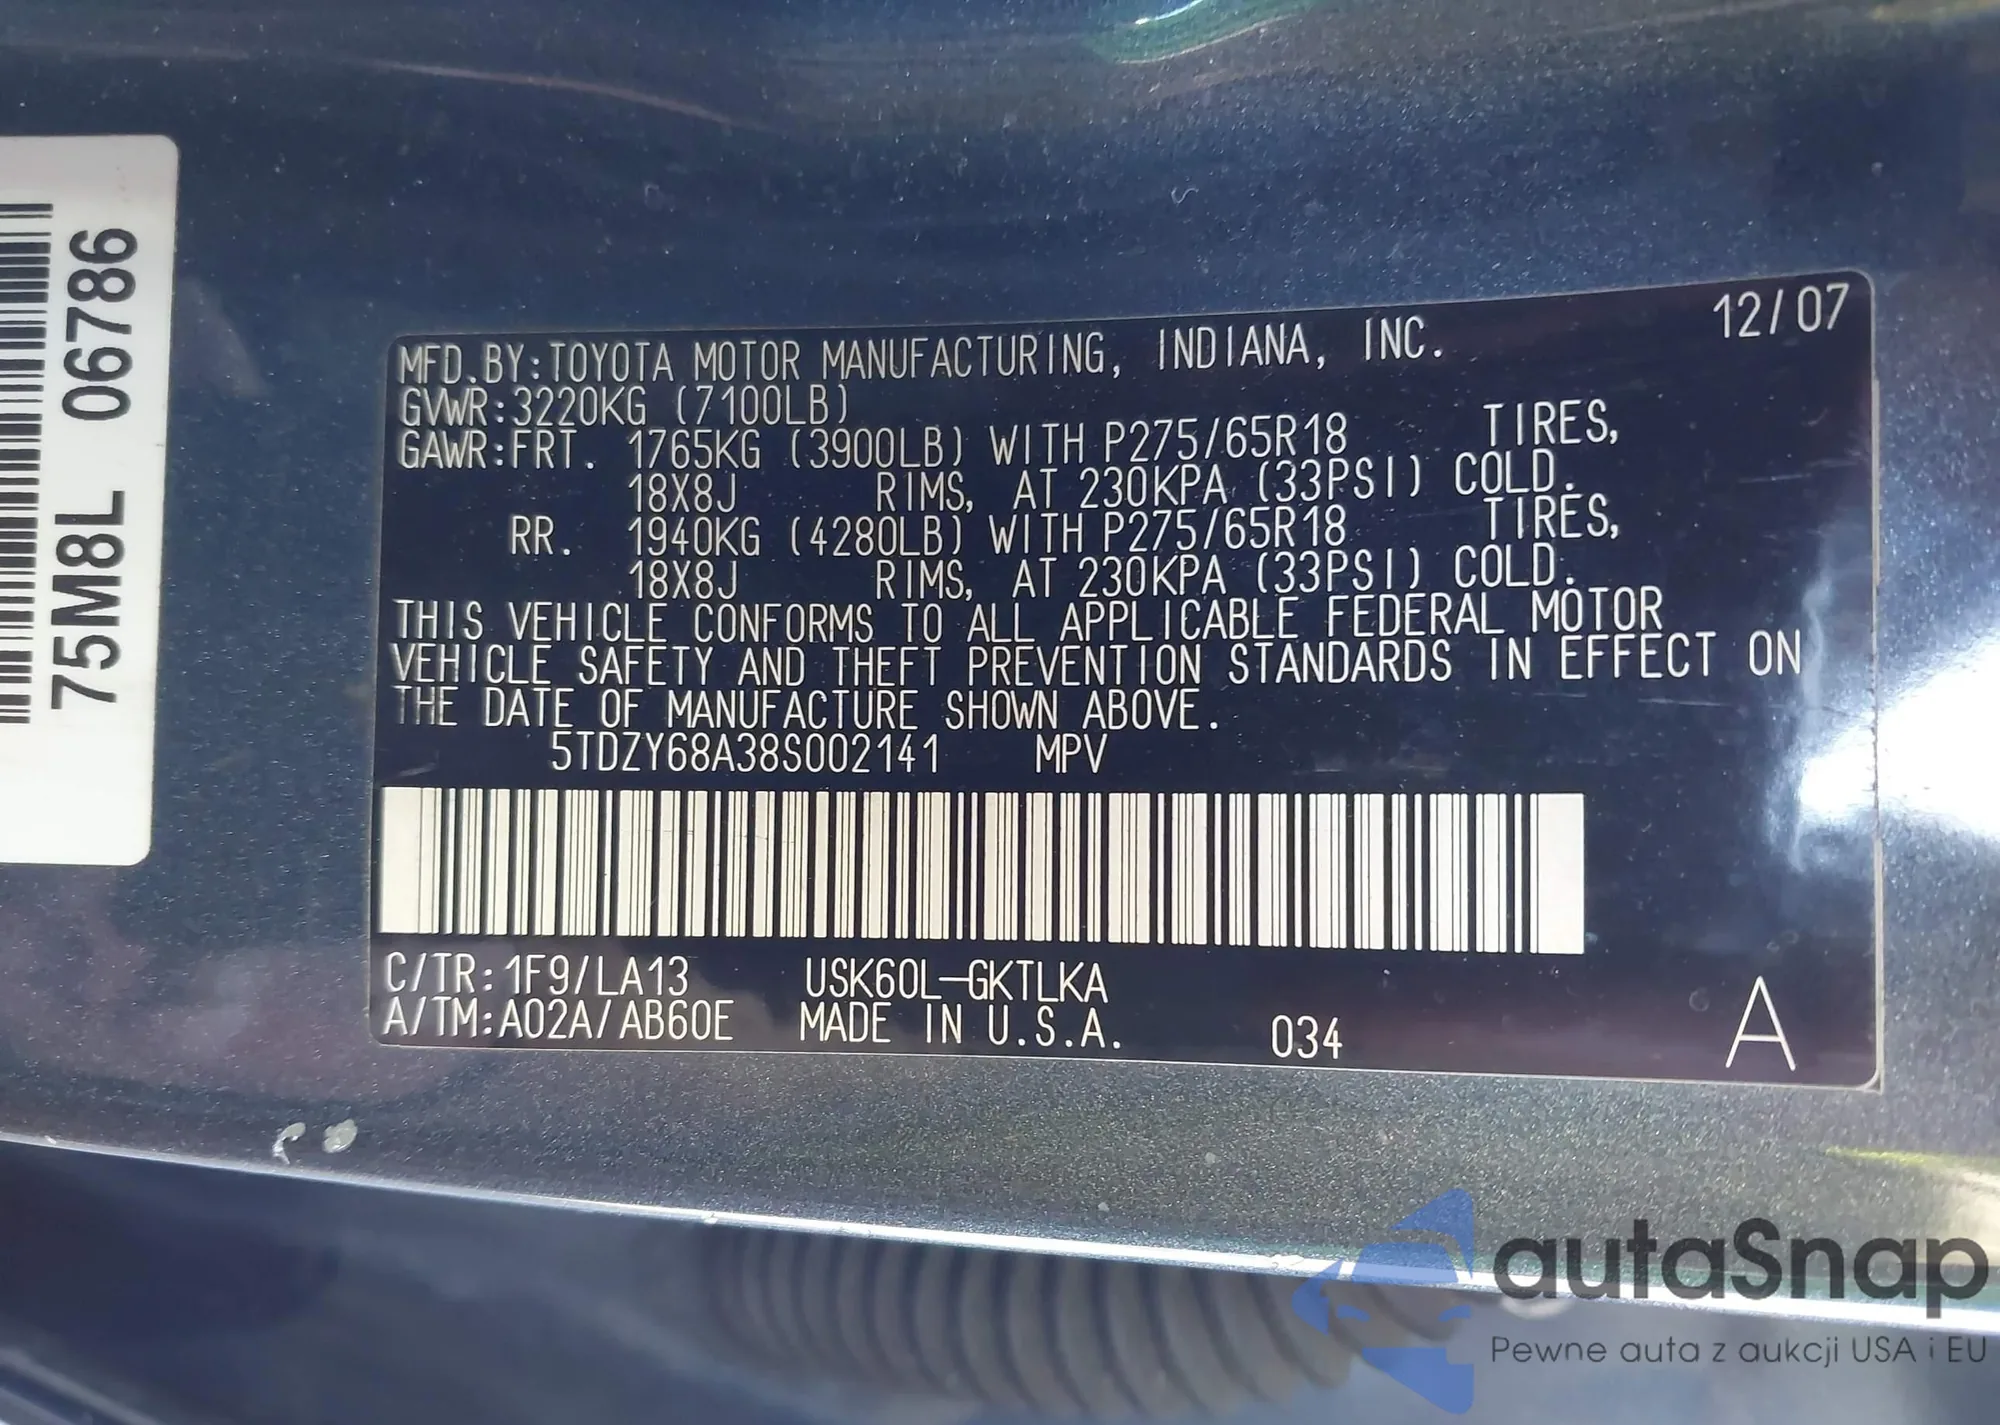 75M8L 06786
12/07
MFD.BY:TOYOTA MOTOR MANUFACTURING, INDIANA, INC.
GVWR:3220KG (7100LB)
GAWR:FRT. 1765KG (3900LB) WITH P275/65R18 TIRES,
18X8J RIMS, AT 230KPA (33PSI) COLD.
RR. 1940KG (4280LB) WITH P275/65R18 TIRES,
18X8J RIMS, AT 230KPA (33PSI) COLD.
THIS VEHICLE CONFORMS TO ALL APPLICABLE FEDERAL MOTOR
VEHICLE SAFETY AND THEFT PREVENTION STANDARDS IN EFFECT ON
THE DATE OF MANUFACTURE SHOWN ABOVE.
5TDZY68A38S002141 MPV
C/TR:1F9/LA13 USK60L-GKTLKA
A/TM:A02A/AB60E MADE IN U.S.A. 034 A
autaSnap
Pewne auta z aukcji USA i EU